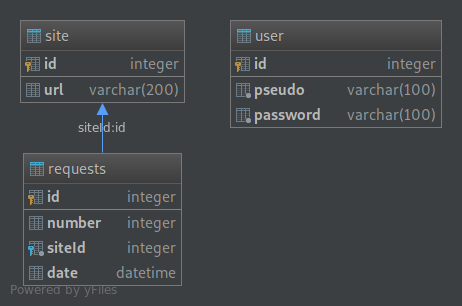 site
id integer
url varchar(200)
user
id integer
pseudo varchar(100)
password varchar(100)
siteId:id
requests
id integer
number integer
siteId integer
date datetime
Powered by yFiles